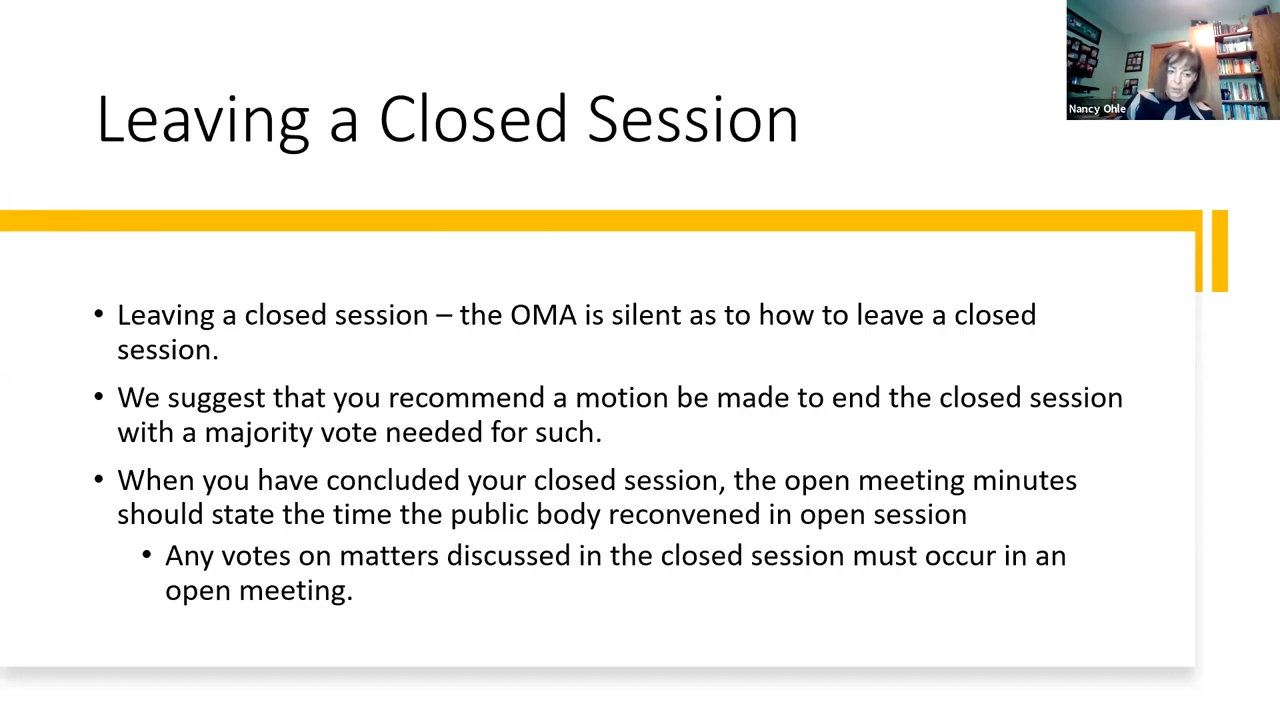 Leaving a Closed Session
Nancy Ohle
• Leaving a closed session – the OMA is silent as to how to leave a closed
session.
• We suggest that you recommend a motion be made to end the closed session
with a majority vote needed for such.
• When you have concluded your closed session, the open meeting minutes
should state the time the public body reconvened in open session
• Any votes on matters discussed in the closed session must occur in an
open meeting.